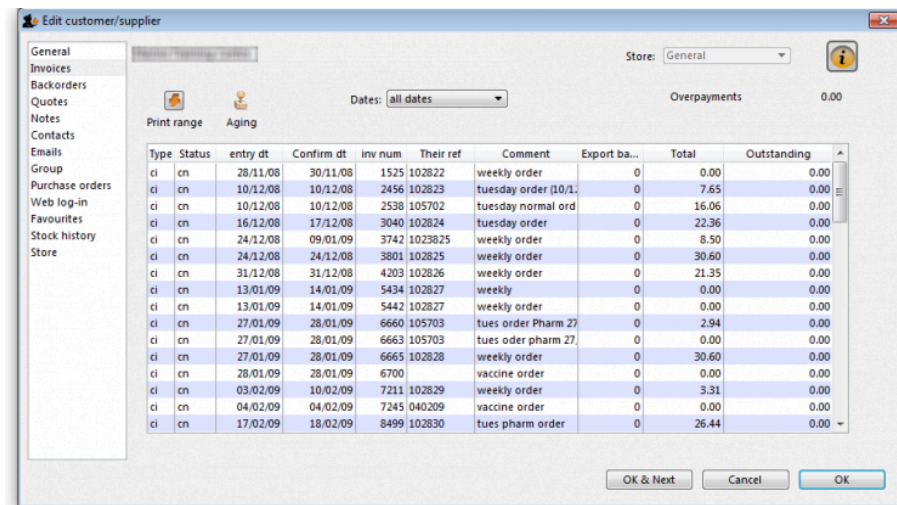 Edit customer/supplier
General
Invoices
Backorders
Quotes
Notes
Contacts
Emails
Group
Purchase orders
Web log-in
Favourites
Stock history
Store
Store: General
Print range
Aging
Dates: all dates
Overpayments 0.00
Type Status entry dt Confirm dt inv num Their ref Comment Export ba... Total Outstanding
ci cn 28/11/08 30/11/08 1525 102822 weekly order 0 0.00 0.00
ci cn 10/12/08 10/12/08 2456 102823 tuesday order (10/1 0 7.65 0.00
ci cn 10/12/08 10/12/08 2538 105702 tuesday normal ord 0 16.06 0.00
ci cn 16/12/08 17/12/08 3040 102824 tuesday order 0 22.36 0.00
ci cn 24/12/08 09/01/09 3742 1023825 weekly order 0 8.50 0.00
ci cn 24/12/08 24/12/08 3801 102825 weekly order 0 30.60 0.00
ci cn 31/12/08 31/12/08 4203 102826 weekly order 0 21.35 0.00
ci cn 13/01/09 14/01/09 5434 102827 weekly 0 0.00 0.00
ci cn 13/01/09 14/01/09 5442 102827 weekly order 0 0.00 0.00
ci cn 27/01/09 28/01/09 6660 105703 tues order Pharm 27 0 2.94 0.00
ci cn 27/01/09 28/01/09 6663 105703 tues oder pharm 27, 0 0.00 0.00
ci cn 27/01/09 28/01/09 6665 102828 weekly order 0 30.60 0.00
ci cn 28/01/09 28/01/09 6700 vaccine order 0 0.00 0.00
ci cn 03/02/09 10/02/09 7211 102829 weekly order 0 3.31 0.00
ci cn 04/02/09 04/02/09 7245 040209 vaccine order 0 0.00 0.00
ci cn 17/02/09 18/02/09 8499 102830 tues pharm order 0 26.44 0.00
OK & Next Cancel OK